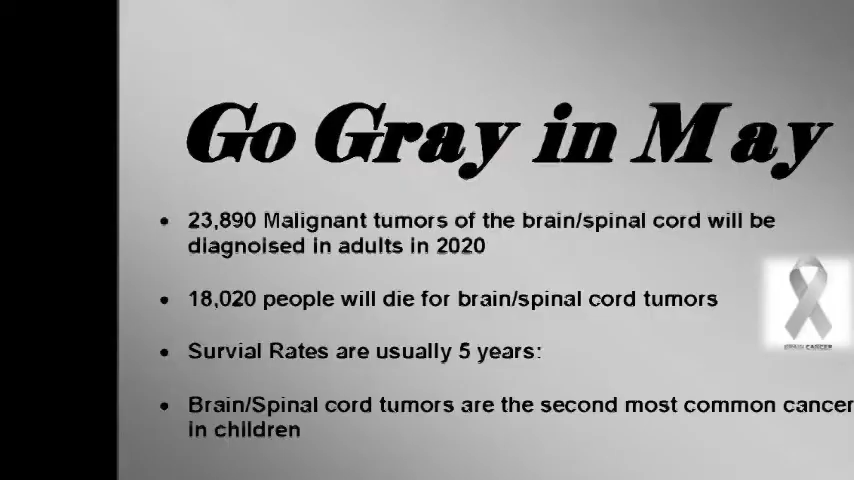 Go Gray in May
• 23,890 Malignant tumors of the brain/spinal cord will be
diagnoised in adults in 2020
• 18,020 people will die for brain/spinal cord tumors
• Survial Rates are usually 5 years:
• Brain/Spinal cord tumors are the second most common cancer
in children
BRAIN CANCER